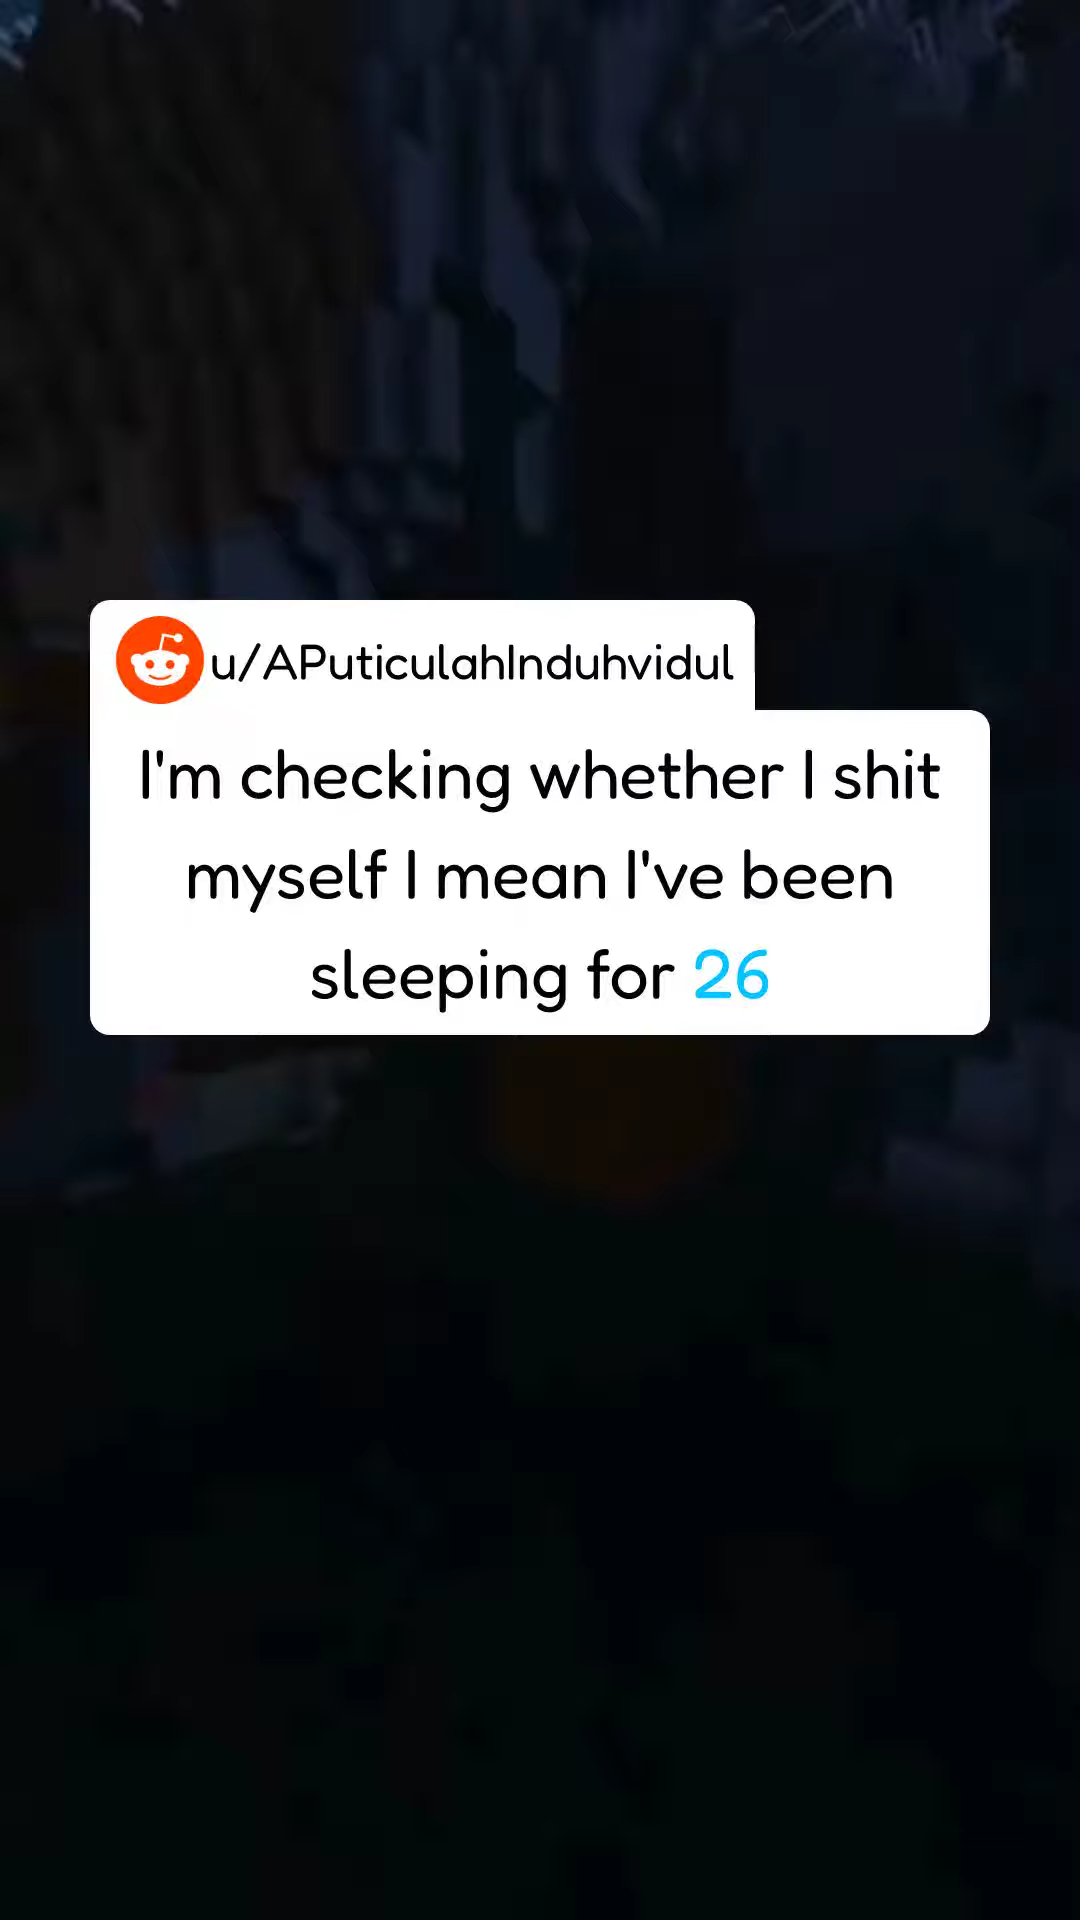 u/APuticulahInduhvidul
I'm checking whether I shit
myself I mean I've been
sleeping for 26